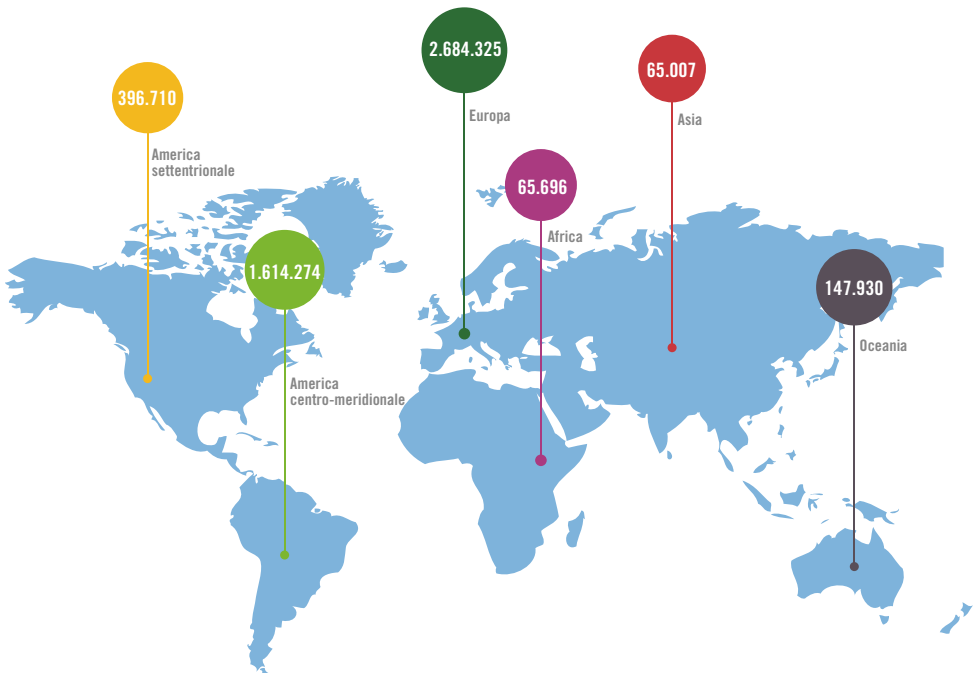 2.684.325
Europa
65.007
Asia
396.710
America
settentrionale
65.696
Africa
1.614.274
America
centro-meridionale
147.930
Oceania